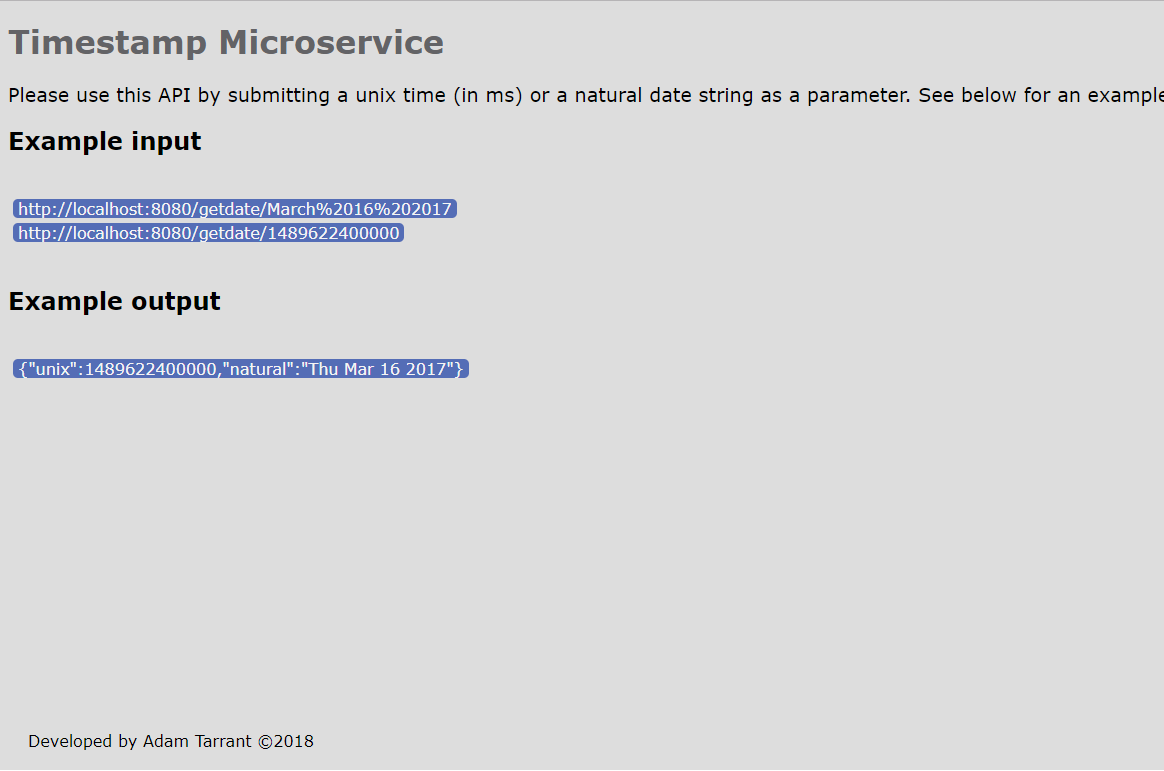 Timestamp Microservice
Please use this API by submitting a unix time (in ms) or a natural date string as a parameter. See below for an example
Example input
http://localhost:8080/getdate/March%2016%202017
http://localhost:8080/getdate/1489622400000
Example output
{"unix":1489622400000,"natural":"Thu Mar 16 2017"}
Developed by Adam Tarrant ©2018